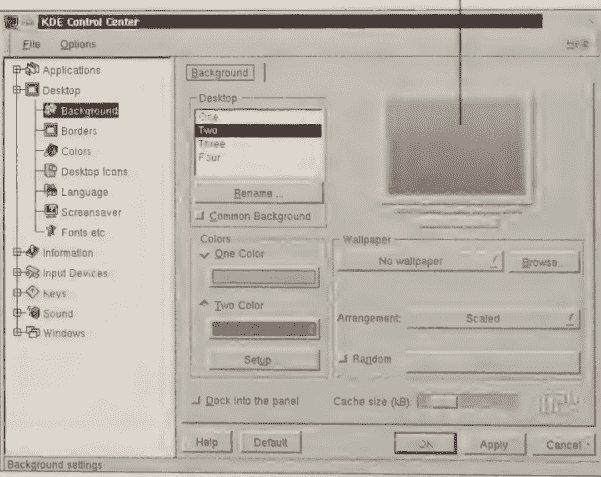 KDE Control Center
File Options Help
Applications
Desktop
Background
Borders
Colors
Desktop Icons
Language
Screensaver
Fonts etc
Information
Input Devices
Keys
Sound
Windows
Background
Desktop
One
Two
Three
Four
Rename ...
Common Background
Colors
One Color
Two Color
Setup ...
Wallpaper
No wallpaper
Browse...
Arrangement:
Scaled
Random
Dock into the panel
Cache size (kB):
Help
Default
OK
Apply
Cancel
Background settings